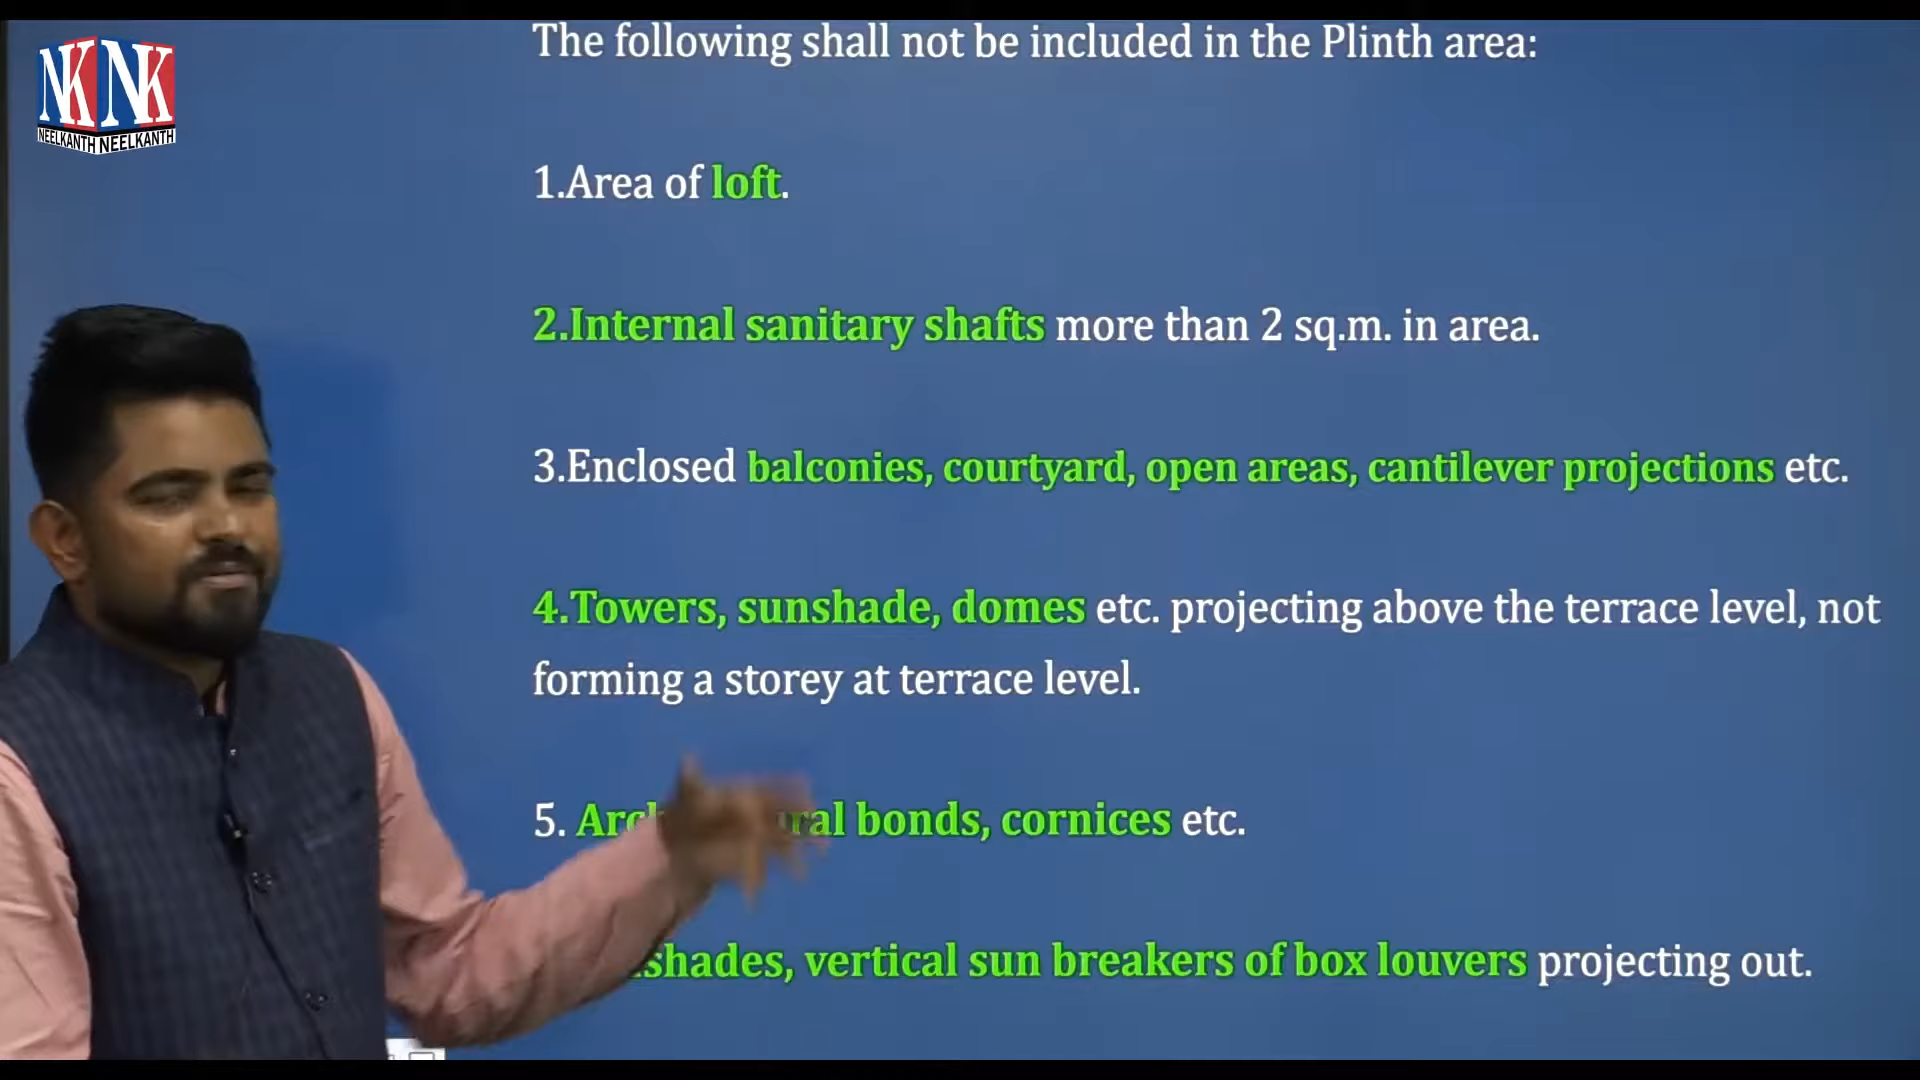 NK NK
NEELKANTH NEELKANTH
The following shall not be included in the Plinth area:
1.Area of loft.
2.Internal sanitary shafts more than 2 sq.m. in area.
3.Enclosed balconies, courtyard, open areas, cantilever projections etc.
4.Towers, sunshade, domes etc. projecting above the terrace level, not
forming a storey at terrace level.
5. bonds, cornices etc.
vertical sun breakers of box louvers projecting out.